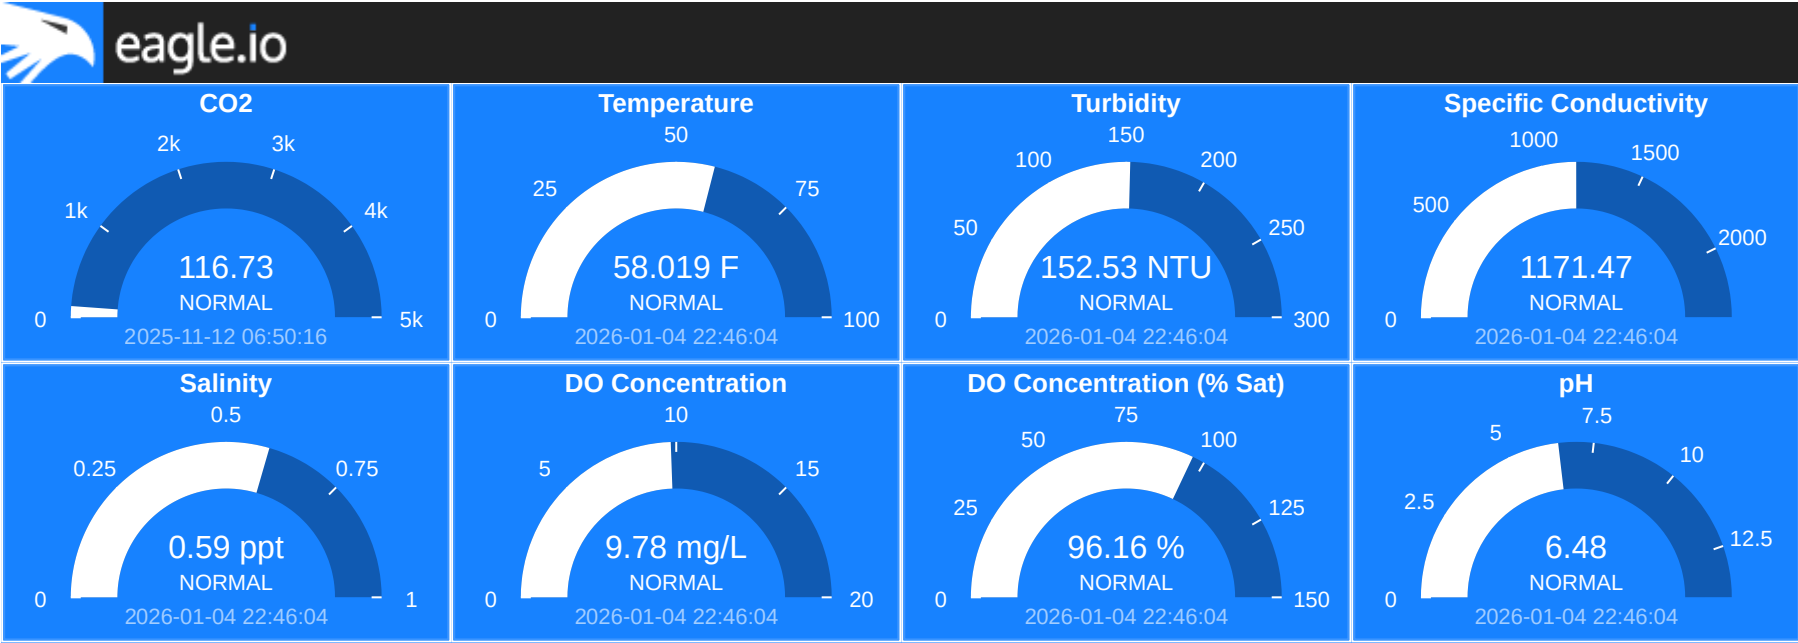 eagle.io
CO2
2k
3k
1k
4k
116.73
NORMAL
0
5k
2025-11-12 06:50:16
Temperature
50
25
75
58.019 F
NORMAL
0
100
2026-01-04 22:46:04
Turbidity
150
100
200
50
250
152.53 NTU
NORMAL
0
300
2026-01-04 22:46:04
Specific Conductivity
1000
1500
500
2000
1171.47
NORMAL
0
2026-01-04 22:46:04
Salinity
0.5
0.25
0.75
0.59 ppt
NORMAL
0
1
2026-01-04 22:46:04
DO Concentration
10
5
15
9.78 mg/L
NORMAL
0
20
2026-01-04 22:46:04
DO Concentration (% Sat)
75
50
100
25
125
96.16 %
NORMAL
0
150
2026-01-04 22:46:04
pH
7.5
5
10
2.5
12.5
6.48
NORMAL
0
2026-01-04 22:46:04